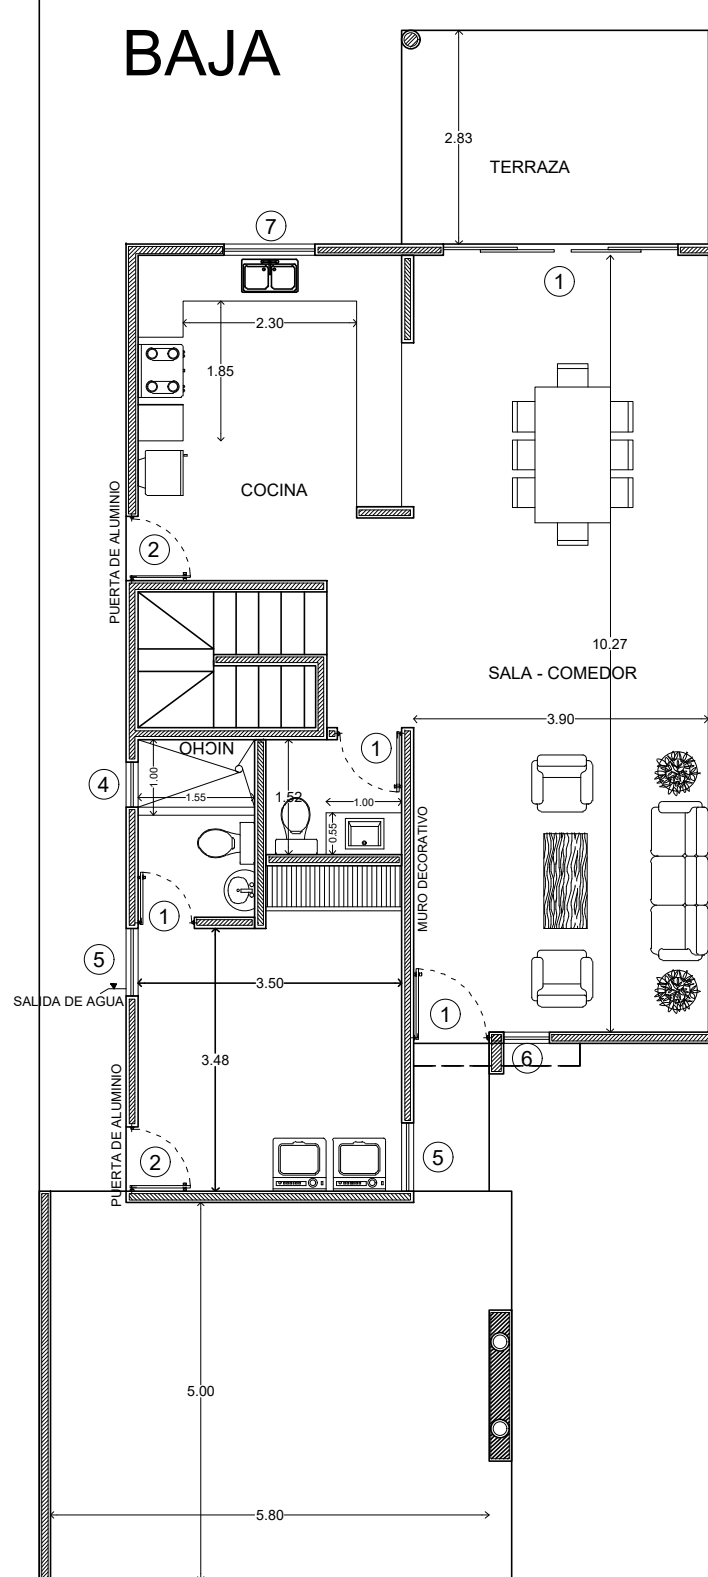 BAJA
2.83
TERRAZA
7
1
2.30
1.85
COCINA
PUERTA DE ALUMINIO
2
10.27
SALA - COMEDOR
3.90
NICHO
1
4
1.00
1.55
1.52
1.00
0.55
MURO DECORATIVO
1
5
3.50
SALIDA DE AGUA
1
3.48
6
PUERTA DE ALUMINIO
2
5
5.00
5.80